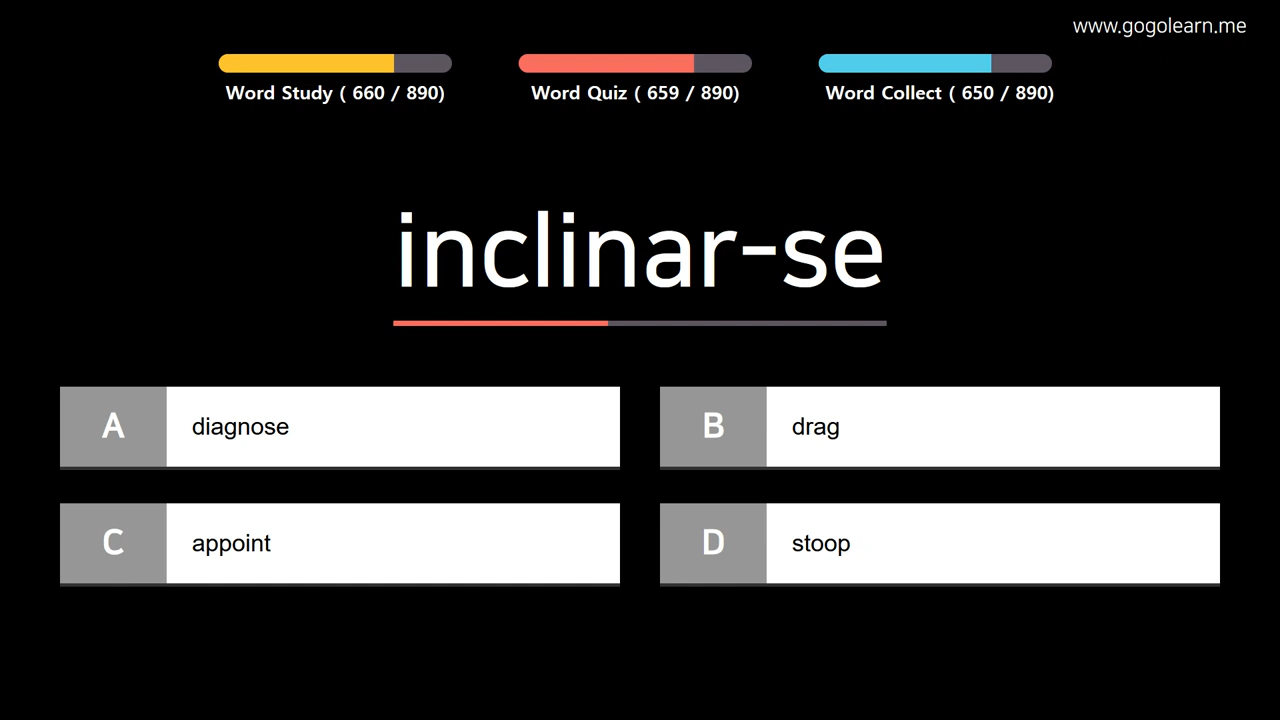 www.gogolearn.me
Word Study ( 660 / 890)
Word Quiz ( 659 / 890)
Word Collect ( 650 / 890)
inclinar-se
A diagnose
B drag
C appoint
D stoop